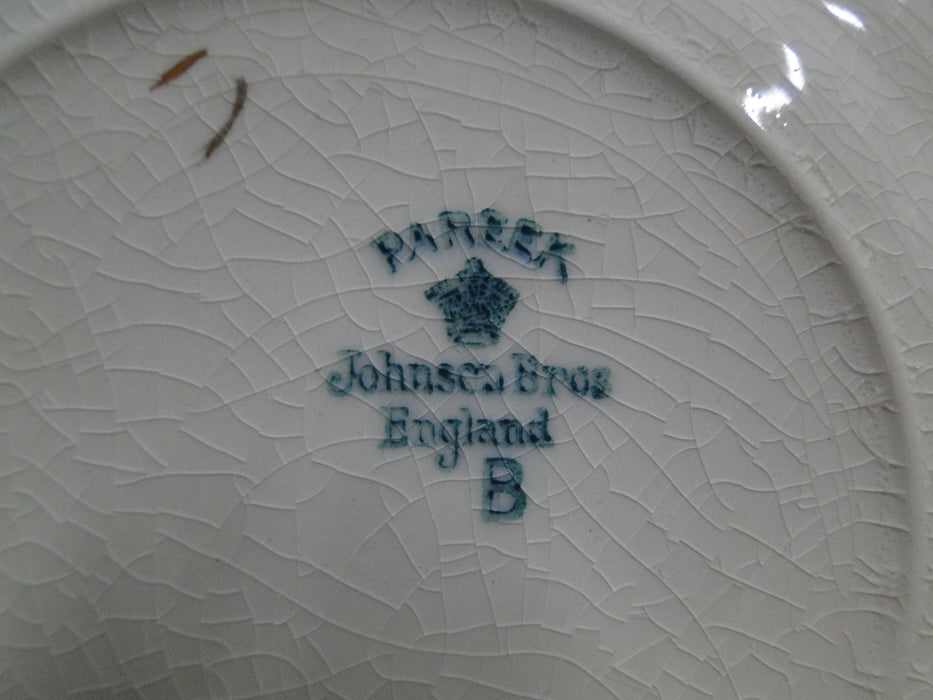 PAREEK
Johnson Bros
England
B